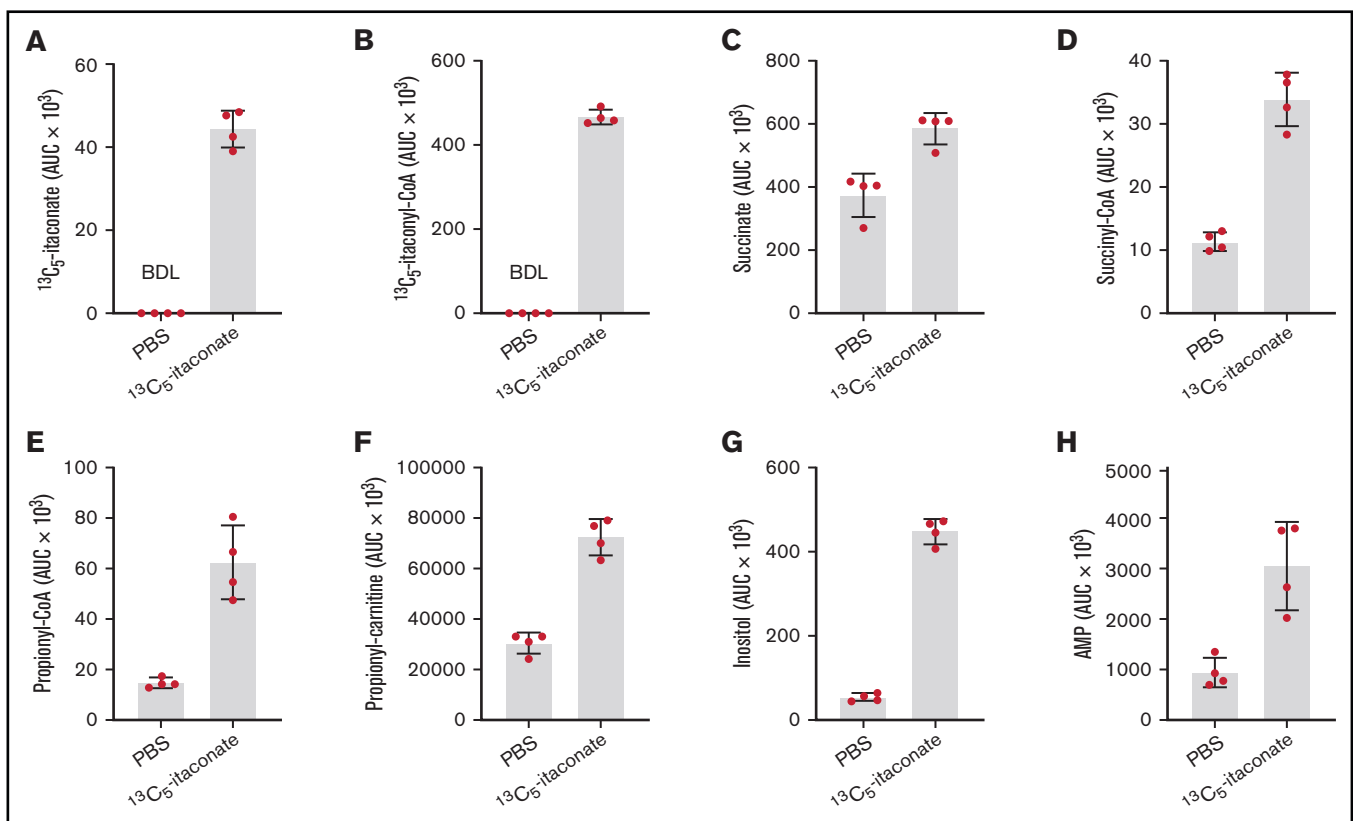 A
¹³C₅-itaconate (AUC × 10³)
60
40
20
0
BDL
PBS
¹³C₅-itaconate
B
¹³C₅-itaconyl-CoA (AUC × 10³)
600
400
200
0
BDL
PBS
¹³C₅-itaconate
C
Succinate (AUC × 10³)
800
600
400
200
0
PBS
¹³C₅-itaconate
D
Succinyl-CoA (AUC × 10³)
40
30
20
10
0
PBS
¹³C₅-itaconate
E
Propionyl-CoA (AUC × 10³)
100
80
60
40
20
0
PBS
¹³C₅-itaconate
F
Propionyl-carnitine (AUC × 10³)
100000
80000
60000
40000
20000
0
PBS
¹³C₅-itaconate
G
Inositol (AUC × 10³)
600
400
200
0
PBS
¹³C₅-itaconate
H
AMP (AUC × 10³)
5000
4000
3000
2000
1000
0
PBS
¹³C₅-itaconate